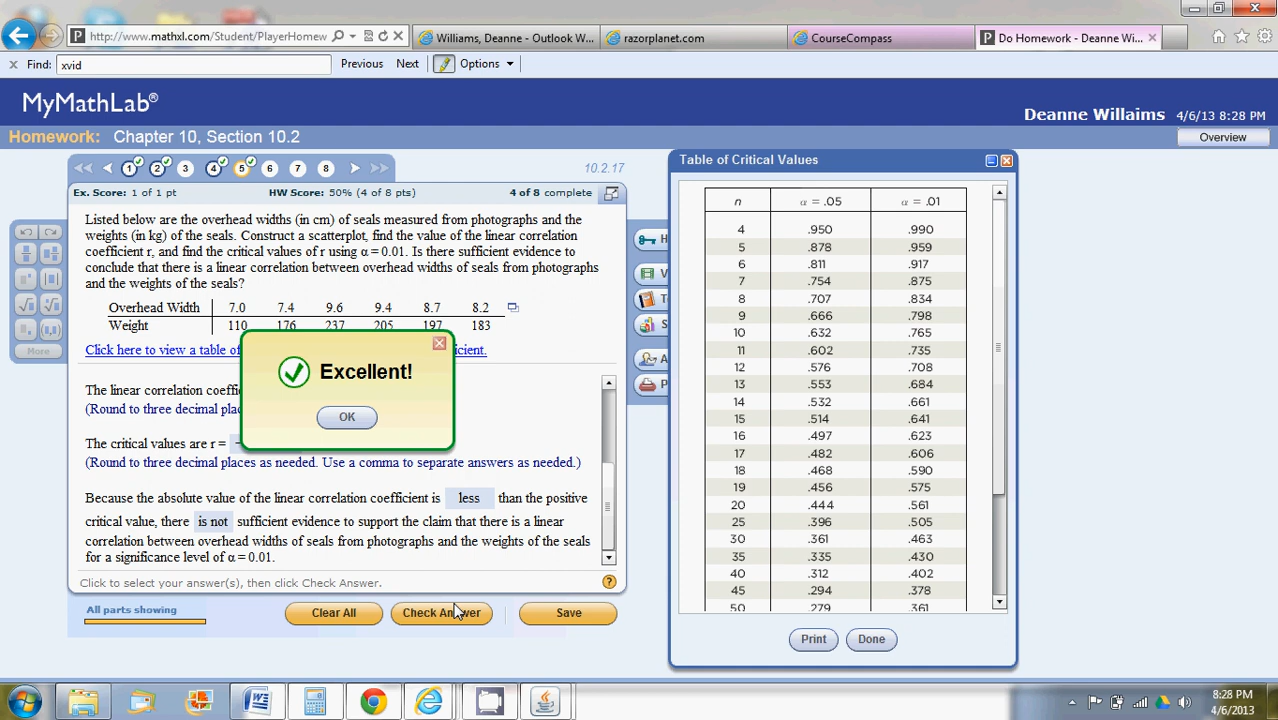 http://www.mathxl.com/Student/PlayerHomew
Williams, Deanne - Outlook W...
razorplanet.com
CourseCompass
Do Homework - Deanne Wi...
Find: xvid Previous Next Options
MyMathLab®
Deanne Willaims 4/6/13 8:28 PM
Homework: Chapter 10, Section 10.2
Overview
1 2 3 4 5 6 7 8
10.2.17
Ex. Score: 1 of 1 pt HW Score: 50% (4 of 8 pts) 4 of 8 complete
Listed below are the overhead widths (in cm) of seals measured from photographs and the
weights (in kg) of the seals. Construct a scatterplot, find the value of the linear correlation
coefficient r, and find the critical values of r using α = 0.01. Is there sufficient evidence to
conclude that there is a linear correlation between overhead widths of seals from photographs
and the weights of the seals?
Overhead Width 7.0 7.4 9.6 9.4 8.7 8.2
Weight 110 176 237 205 197 183
Click here to view a table of
cient.
The linear correlation coeffic
(Round to three decimal plac
The critical values are r =
(Round to three decimal places as needed. Use a comma to separate answers as needed.)
Because the absolute value of the linear correlation coefficient is less than the positive
critical value, there is not sufficient evidence to support the claim that there is a linear
correlation between overhead widths of seals from photographs and the weights of the seals
for a significance level of α = 0.01.
Click to select your answer(s), then click Check Answer.
More
Excellent!
OK
All parts showing
Clear All
Check Answer
Save
H
V
T
S
A
P
Table of Critical Values
n α = .05 α = .01
4 .950 .990
5 .878 .959
6 .811 .917
7 .754 .875
8 .707 .834
9 .666 .798
10 .632 .765
11 .602 .735
12 .576 .708
13 .553 .684
14 .532 .661
15 .514 .641
16 .497 .623
17 .482 .606
18 .468 .590
19 .456 .575
20 .444 .561
25 .396 .505
30 .361 .463
35 .335 .430
40 .312 .402
45 .294 .378
50 .279 .361
Print
Done
8:28 PM
4/6/2013